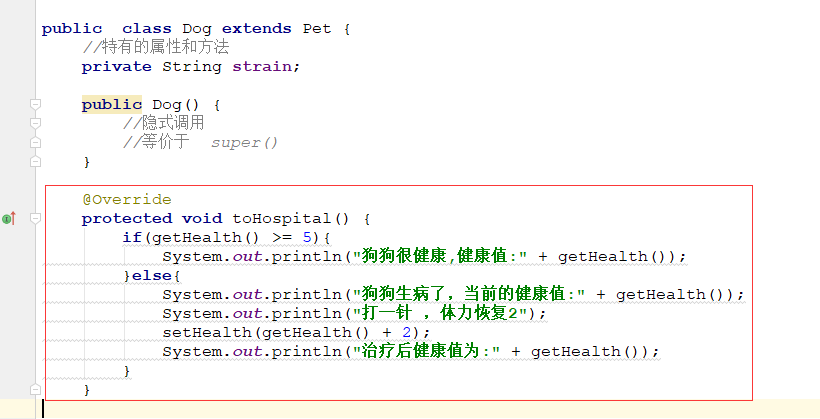 public  class Dog extends Pet {
    //特有的属性和方法
    private String strain;

    public Dog() {
        //隐式调用
        //等价于  super()
    }

    @Override
    protected void toHospital() {
        if(getHealth() >= 5){
            System.out.println("狗狗很健康,健康值:" + getHealth());
        }else{
            System.out.println("狗狗生病了，当前的健康值:" + getHealth());
            System.out.println("打一针 ，体力恢复2");
            setHealth(getHealth() + 2);
            System.out.println("治疗后健康值为:" + getHealth());
        }
    }